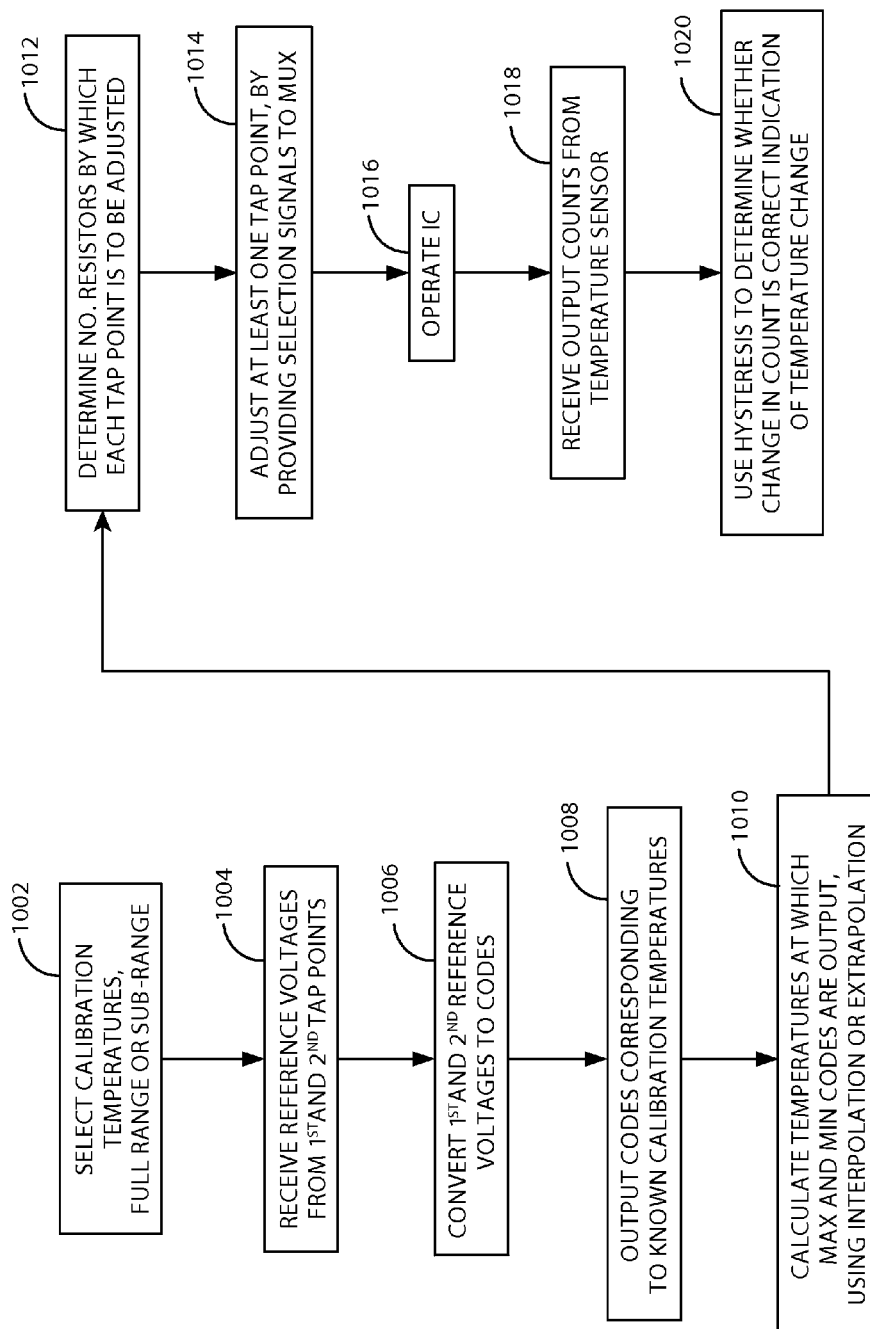 1002
SELECT CALIBRATION
TEMPERATURES,
FULL RANGE OR SUB-RANGE
1004
RECEIVE REFERENCE VOLTAGES
FROM 1ST AND 2ND TAP POINTS
1006
CONVERT 1ST AND 2ND REFERENCE
VOLTAGES TO CODES
1008
OUTPUT CODES CORRESPONDING
TO KNOWN CALIBRATION TEMPERATURES
1010
CALCULATE TEMPERATURES AT WHICH
MAX AND MIN CODES ARE OUTPUT,
USING INTERPOLATION OR EXTRAPOLATION
1012
DETERMINE NO. RESISTORS BY WHICH
EACH TAP POINT IS TO BE ADJUSTED
1014
ADJUST AT LEAST ONE TAP POINT, BY
PROVIDING SELECTION SIGNALS TO MUX
1016
OPERATE IC
1018
RECEIVE OUTPUT COUNTS FROM
TEMPERATURE SENSOR
1020
USE HYSTERESIS TO DETERMINE WHETHER
CHANGE IN COUNT IS CORRECT INDICATION
OF TEMPERATURE CHANGE